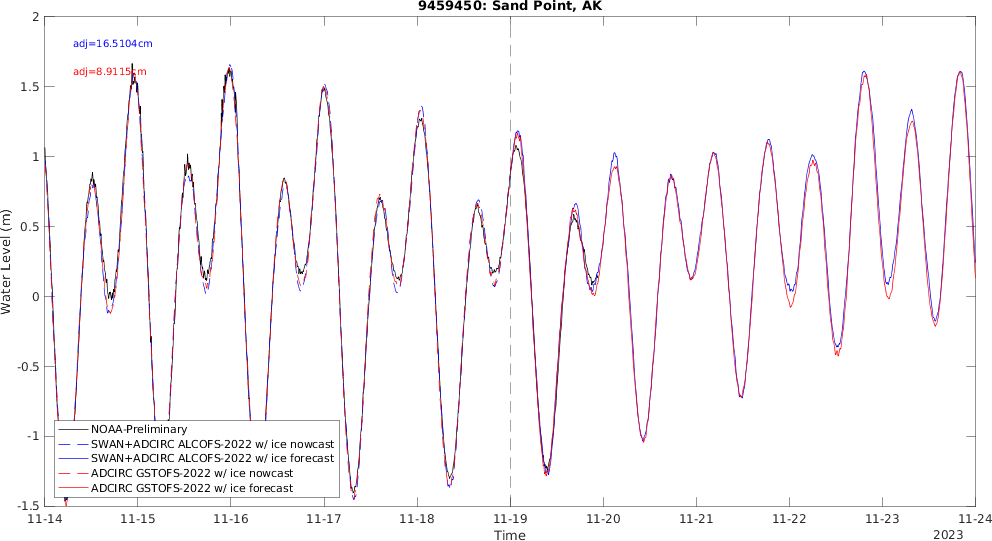 9459450: Sand Point, AK
adj=16.5104cm
adj=8.9115cm
Water Level (m)
2
1.5
1
0.5
0
-0.5
-1
-1.5
NOAA-Preliminary
SWAN+ADCIRC ALCOFS-2022 w/ ice nowcast
SWAN+ADCIRC ALCOFS-2022 w/ ice forecast
ADCIRC GSTOFS-2022 w/ ice nowcast
ADCIRC GSTOFS-2022 w/ ice forecast
11-14 11-15 11-16 11-17 11-18 11-19 11-20 11-21 11-22 11-23 11-24
Time
2023